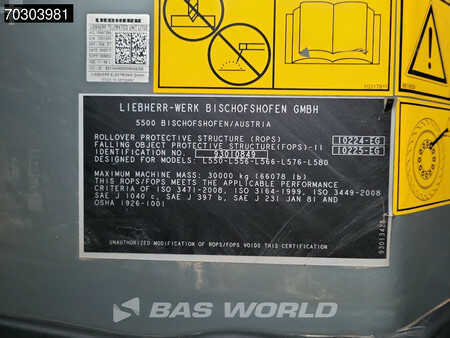 70303981
LIEBHERR
LIEBHERR-WERK BISCHOFSHOFEN GMBH
5500 BISCHOFSHOFEN/AUSTRIA
ROLLOVER PROTECTIVE STRUCTURE (ROPS) 10224-EG
FALLING OBJECT PROTECTIVE STRUCTURE(FOPS)-II 10225-EG
IDENTIFICATION NO.
DESIGNED FOR MODELS: L550-L556-L566-L576-L580
MAXIMUM MACHINE MASS: 30000 kg (66078 lb)
THIS ROPS/FOPS MEETS THE APPLICABLE PERFORMANCE
CRITERIA OF ISO 3471-2008, ISO 3164-1999, ISO 3449-2008
SAE J 1040 c, SAE J 397 b, SAE J 231 JAN 81 AND
OSHA 1926-1001
UNAUTHORIZED MODIFICATION OF ROPS/FOPS VOIDS THIS CERTIFICATION
BAS WORLD